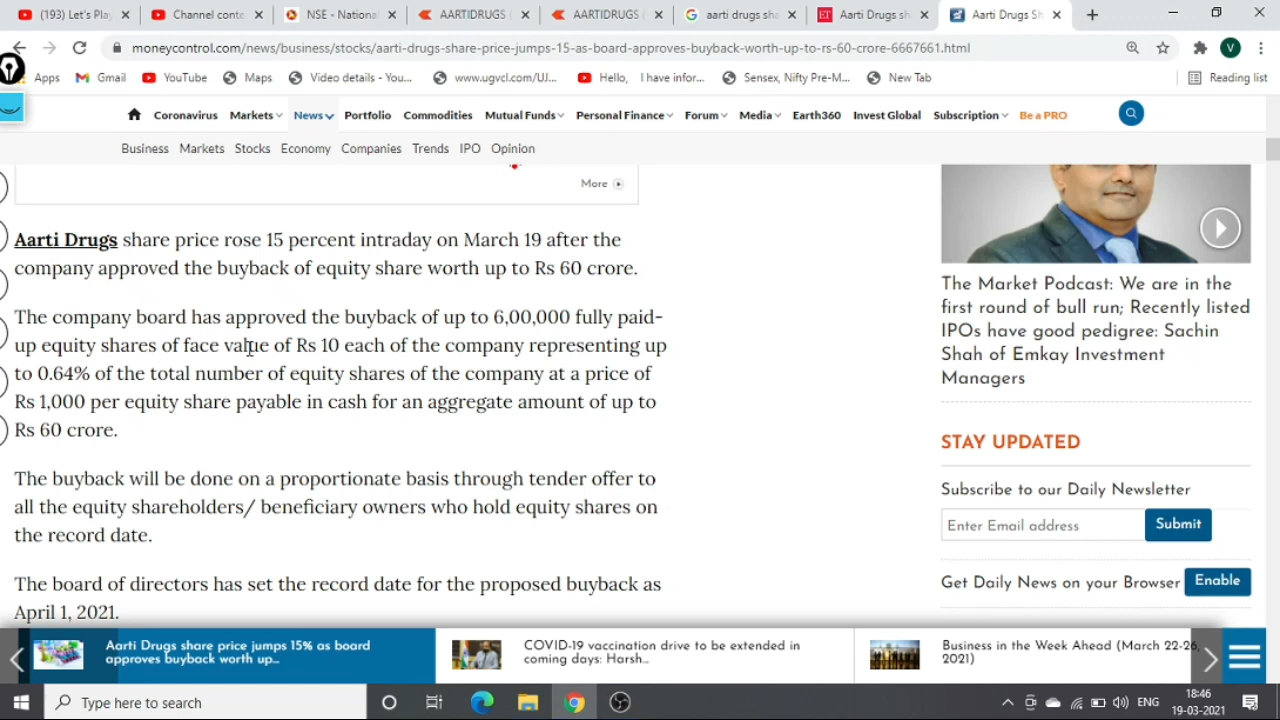 (193) Let's Pla
Channel conte
NSE - Nationa
AARTIDRUGS (
AARTIDRUGS
aarti drugs sha
Aarti Drugs sh
Aarti Drugs Sh
moneycontrol.com/news/business/stocks/aarti-drugs-share-price-jumps-15-as-board-approves-buyback-worth-up-to-rs-60-crore-6667661.html
V
Apps
Gmail
YouTube
Maps
Video details - You...
www.ugvcl.com/UJ...
Hello, I have infor...
Sensex, Nifty Pre-M...
New Tab
Reading list
Coronavirus Markets News Portfolio Commodities Mutual Funds Personal Finance Forum Media Earth360 Invest Global Subscription Be a PRO
Business Markets Stocks Economy Companies Trends IPO Opinion
More
Aarti Drugs share price rose 15 percent intraday on March 19 after the
company approved the buyback of equity share worth up to Rs 60 crore.
The company board has approved the buyback of up to 6,00,000 fully paid-
up equity shares of face value of Rs 10 each of the company representing up
to 0.64% of the total number of equity shares of the company at a price of
Rs 1,000 per equity share payable in cash for an aggregate amount of up to
Rs 60 crore.
The buyback will be done on a proportionate basis through tender offer to
all the equity shareholders/ beneficiary owners who hold equity shares on
the record date.
The board of directors has set the record date for the proposed buyback as
April 1, 2021.
The Market Podcast: We are in the
first round of bull run; Recently listed
IPOs have good pedigree: Sachin
Shah of Emkay Investment
Managers
STAY UPDATED
Subscribe to our Daily Newsletter
Enter Email address
Submit
Get Daily News on your Browser
Enable
Aarti Drugs share price jumps 15% as board
approves buyback worth up...
COVID-19 vaccination drive to be extended in
coming days: Harsh...
Business in the Week Ahead (March 22-26,
2021)
Type here to search
ENG
18:46
19-03-2021